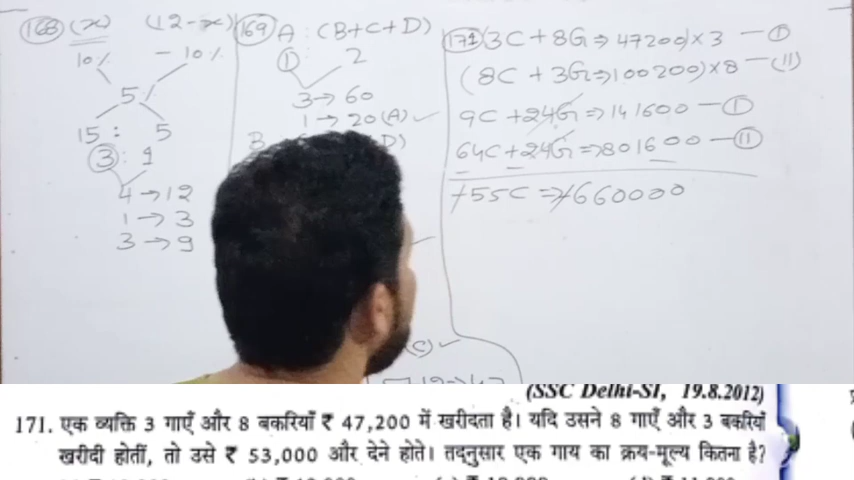 168 (x) (12-x)
10% - 10%
5%
15 : 5
3 : 1
4 → 12
1 → 3
3 → 9
169 A : (B+C+D)
1 : 2
3 → 60
1 → 20 (A) ✓
B D)
(C) ✓
171 (3C + 8G ⇒ 47200) × 3 — I
(8C + 3G ⇒ 100200) × 8 — (II)
9C + 24G ⇒ 141600 — I
64C + 24G ⇒ 801600 — II
+55C ⇒ +660000
(SSC Delhi-SI, 19.8.2012)
171. एक व्यक्ति 3 गाएँ और 8 बकरियाँ ₹ 47,200 में खरीदता है। यदि उसने 8 गाएँ और 3 बकरियाँ
खरीदी होतीं, तो उसे ₹ 53,000 और देने होते। तद्नुसार एक गाय का क्रय-मूल्य कितना है?